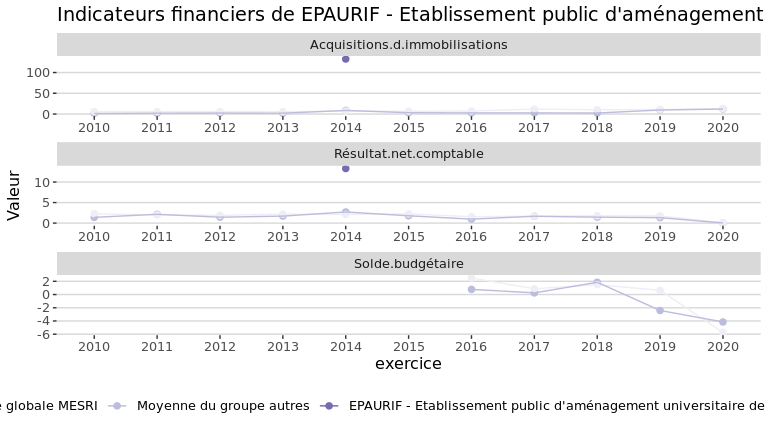 Indicateurs financiers de EPAURIF - Etablissement public d'aménagement
Acquisitions.d.immobilisations
100
50
0
2010 2011 2012 2013 2014 2015 2016 2017 2018 2019 2020
Résultat.net.comptable
10
5
0
2010 2011 2012 2013 2014 2015 2016 2017 2018 2019 2020
Valeur
Solde.budgétaire
2
0
-2
-4
-6
2010 2011 2012 2013 2014 2015 2016 2017 2018 2019 2020
exercice
globale MESRI Moyenne du groupe autres EPAURIF - Etablissement public d'aménagement universitaire de